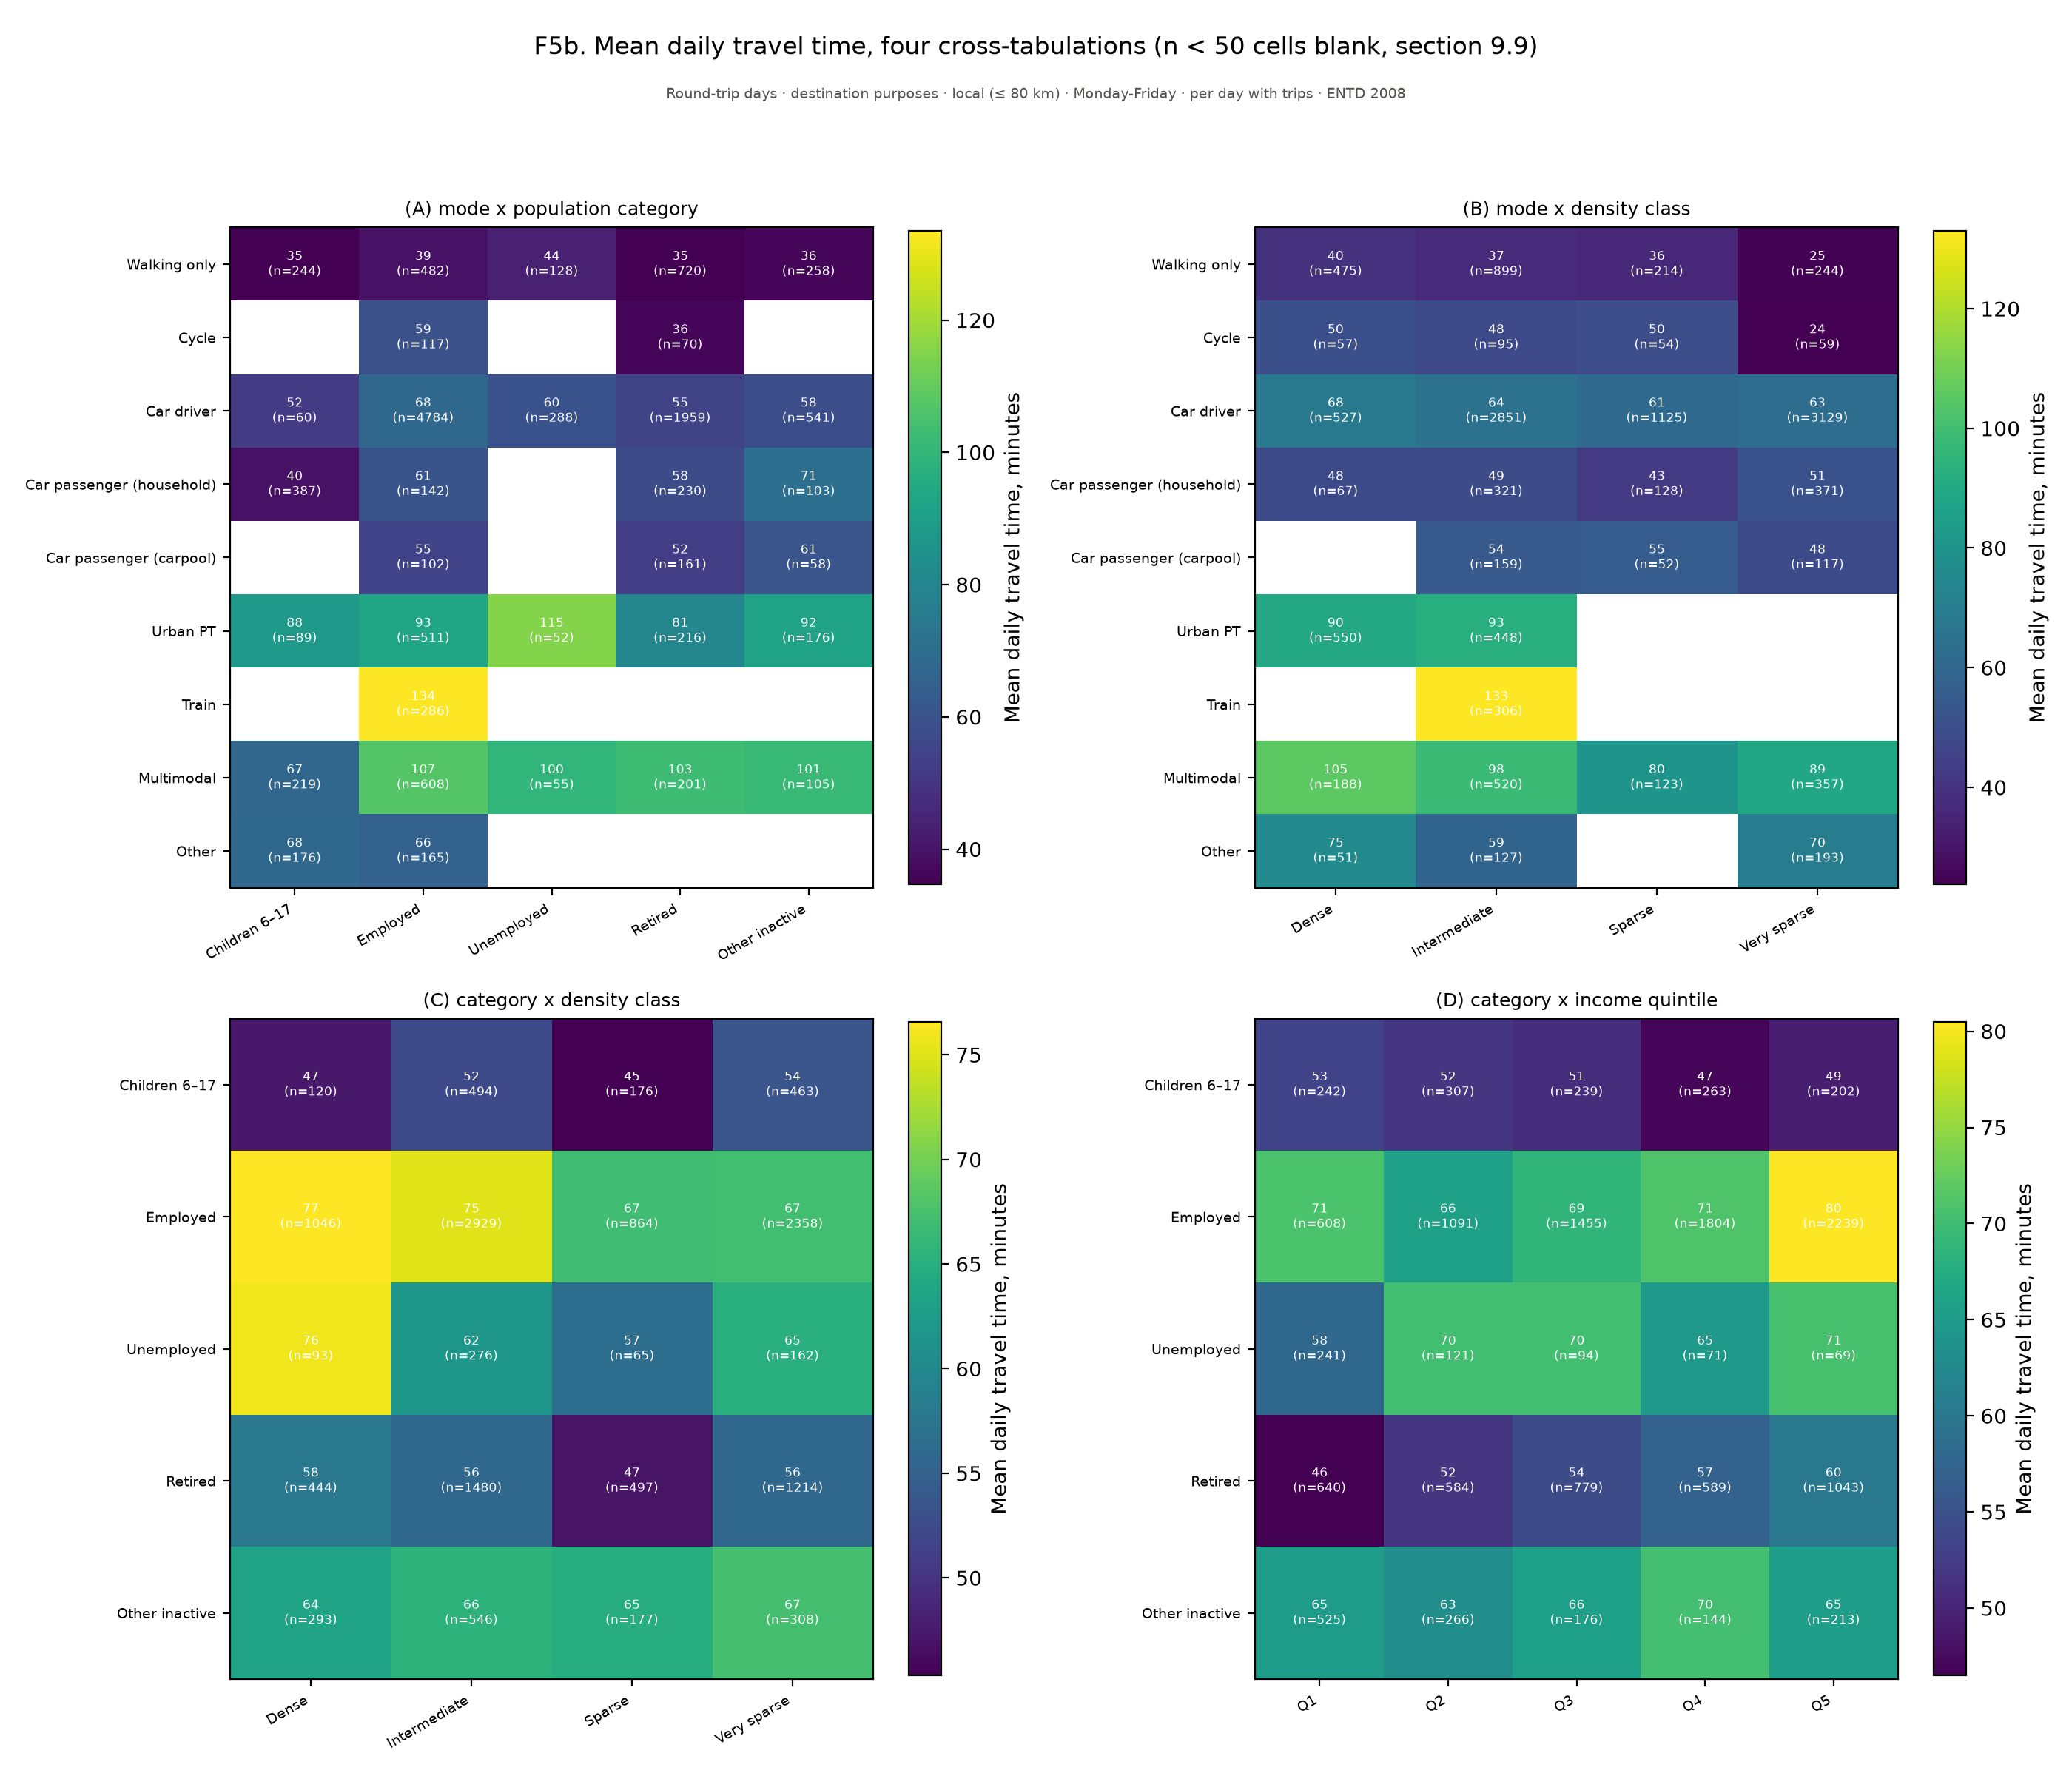 F5b. Mean daily travel time, four cross-tabulations (n < 50 cells blank, section 9.9)
Round-trip days · destination purposes · local (≤ 80 km) · Monday-Friday · per day with trips · ENTD 2008
(A) mode x population category
Walking only
35 39 44 35 36
(n=244) (n=482) (n=128) (n=720) (n=258)
Cycle
59 36
(n=117) (n=70)
Car driver
52 68 60 55 58
(n=60) (n=4784) (n=288) (n=1959) (n=541)
Car passenger (household)
40 61 58 71
(n=387) (n=142) (n=230) (n=103)
Car passenger (carpool)
55 52 61
(n=102) (n=161) (n=58)
Urban PT
88 93 115 81 92
(n=89) (n=511) (n=52) (n=216) (n=176)
Train
134
(n=286)
Multimodal
67 107 100 103 101
(n=219) (n=608) (n=55) (n=201) (n=105)
Other
68 66
(n=176) (n=165)
Children 6–17 Employed Unemployed Retired Other inactive
120
100
80
60
40
Mean daily travel time, minutes
(B) mode x density class
Walking only
40 37 36 25
(n=475) (n=899) (n=214) (n=244)
Cycle
50 48 50 24
(n=57) (n=95) (n=54) (n=59)
Car driver
68 64 61 63
(n=527) (n=2851) (n=1125) (n=3129)
Car passenger (household)
48 49 43 51
(n=67) (n=321) (n=128) (n=371)
Car passenger (carpool)
54 55 48
(n=159) (n=52) (n=117)
Urban PT
90 93
(n=550) (n=448)
Train
133
(n=306)
Multimodal
105 98 80 89
(n=188) (n=520) (n=123) (n=357)
Other
75 59 70
(n=51) (n=127) (n=193)
Dense Intermediate Sparse Very sparse
120
100
80
60
40
Mean daily travel time, minutes
(C) category x density class
Children 6–17
47 52 45 54
(n=120) (n=494) (n=176) (n=463)
Employed
77 75 67 67
(n=1046) (n=2929) (n=864) (n=2358)
Unemployed
76 62 57 65
(n=93) (n=276) (n=65) (n=162)
Retired
58 56 47 56
(n=444) (n=1480) (n=497) (n=1214)
Other inactive
64 66 65 67
(n=293) (n=546) (n=177) (n=308)
Dense Intermediate Sparse Very sparse
75
70
65
60
55
50
Mean daily travel time, minutes
(D) category x income quintile
Children 6–17
53 52 51 47 49
(n=242) (n=307) (n=239) (n=263) (n=202)
Employed
71 66 69 71 80
(n=608) (n=1091) (n=1455) (n=1804) (n=2239)
Unemployed
58 70 70 65 71
(n=241) (n=121) (n=94) (n=71) (n=69)
Retired
46 52 54 57 60
(n=640) (n=584) (n=779) (n=589) (n=1043)
Other inactive
65 63 66 70 65
(n=525) (n=266) (n=176) (n=144) (n=213)
Q1 Q2 Q3 Q4 Q5
80
75
70
65
60
55
50
Mean daily travel time, minutes